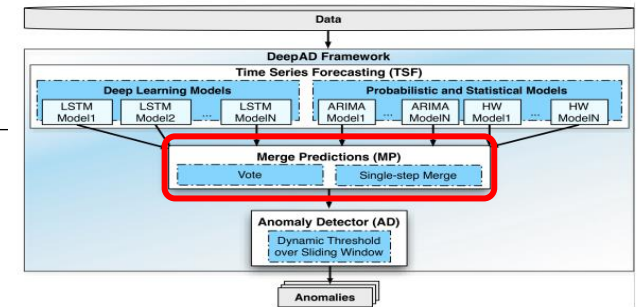 Data
DeepAD Framework
Time Series Forecasting (TSF)
Deep Learning Models
Probabilistic and Statistical Models
LSTM Model1
LSTM Model2
...
LSTM ModelN
ARIMA Model1
...
ARIMA ModelN
HW Model1
...
HW ModelN
Merge Predictions (MP)
Vote
Single-step Merge
Anomaly Detector (AD)
Dynamic Threshold
over Sliding Window
Anomalies